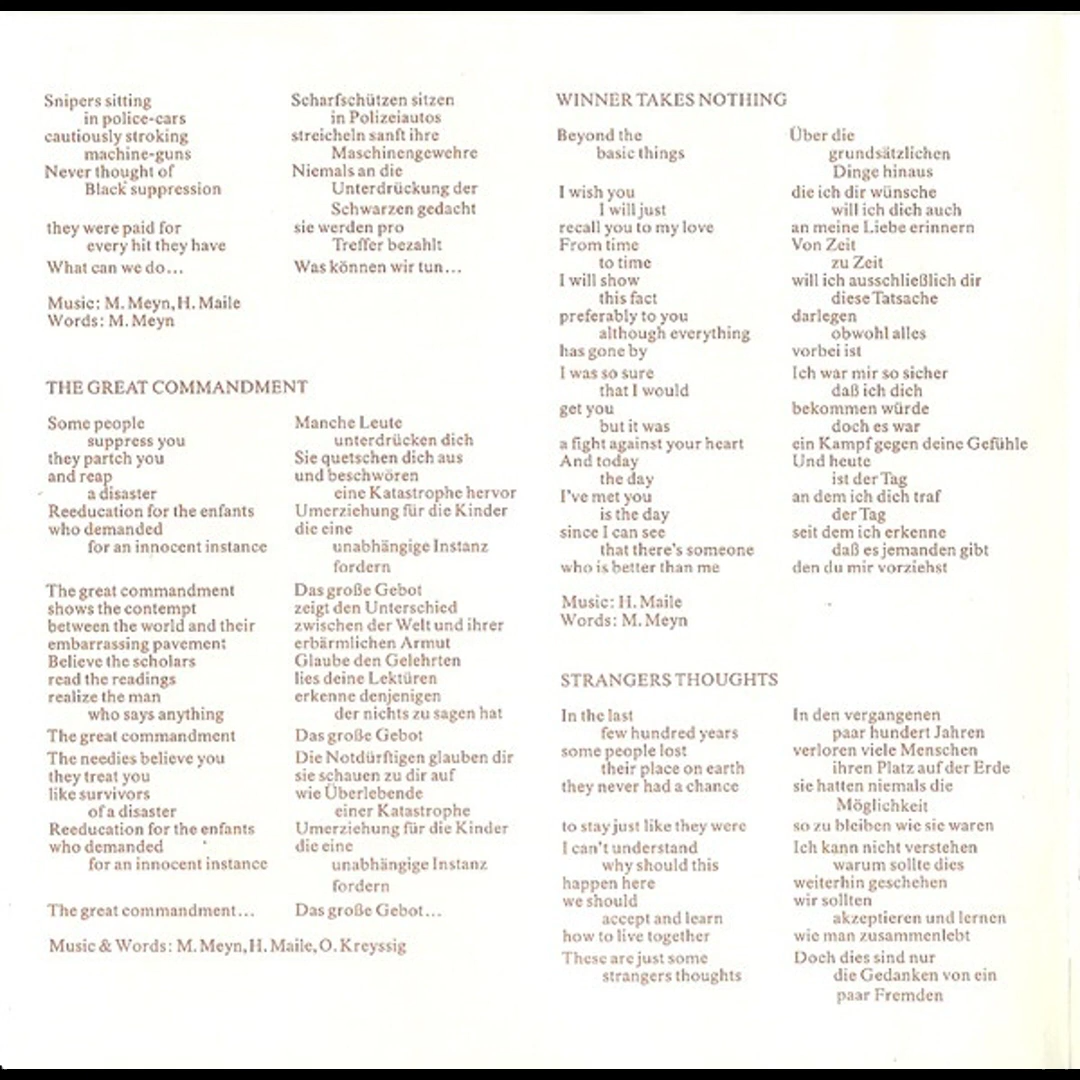 Snipers sitting
in police-cars
cautiously stroking
machine-guns
Never thought of
Black suppression
they were paid for
every hit they have
What can we do...
Scharfschützen sitzen
in Polizeiautos
streicheln sanft ihre
Maschinengewehre
Niemals an die
Unterdrückung der
Schwarzen gedacht
sie werden pro
Treffer bezahlt
Was können wir tun...
Music: M. Meyn, H. Maile
Words: M. Meyn
THE GREAT COMMANDMENT
Some people
suppress you
they partch you
and reap
a disaster
Reeducation for the enfants
who demanded
for an innocent instance
The great commandment
shows the contempt
between the world and their
embarrassing pavement
Believe the scholars
read the readings
realize the man
who says anything
The great commandment
The needies believe you
they treat you
like survivors
of a disaster
Reeducation for the enfants
who demanded
for an innocent instance
The great commandment...
Manche Leute
unterdrücken dich
Sie quetschen dich aus
und beschwören
eine Katastrophe hervor
Umerziehung für die Kinder
die eine
unabhängige Instanz
fordern
Das große Gebot
zeigt den Unterschied
zwischen der Welt und ihrer
erbärmlichen Armut
Glaube den Gelehrten
lies deine Lektüren
erkenne denjenigen
der nichts zu sagen hat
Das große Gebot
Die Notdürftigen glauben dir
sie schauen zu dir auf
wie Überlebende
einer Katastrophe
Umerziehung für die Kinder
die eine
unabhängige Instanz
fordern
Das große Gebot...
Music & Words: M. Meyn, H. Maile, O. Kreyssig
WINNER TAKES NOTHING
Beyond the
basic things
I wish you
I will just
recall you to my love
From time
to time
I will show
this fact
preferably to you
although everything
has gone by
I was so sure
that I would
get you
but it was
a fight against your heart
And today
the day
I've met you
is the day
since I can see
that there's someone
who is better than me
Über die
grundsätzlichen
Dinge hinaus
die ich dir wünsche
will ich dich auch
an meine Liebe erinnern
Von Zeit
zu Zeit
will ich ausschließlich dir
diese Tatsache
darlegen
obwohl alles
vorbei ist
Ich war mir so sicher
daß ich dich
bekommen würde
doch es war
ein Kampf gegen deine Gefühle
Und heute
ist der Tag
an dem ich dich traf
der Tag
seit dem ich erkenne
daß es jemanden gibt
den du mir vorziehst
Music: H. Maile
Words: M. Meyn
STRANGERS THOUGHTS
In the last
few hundred years
some people lost
their place on earth
they never had a chance
to stay just like they were
I can't understand
why should this
happen here
we should
accept and learn
how to live together
These are just some
strangers thoughts
In den vergangenen
paar hundert Jahren
verloren viele Menschen
ihren Platz auf der Erde
sie hatten niemals die
Möglichkeit
so zu bleiben wie sie waren
Ich kann nicht verstehen
warum sollte dies
weiterhin geschehen
wir sollten
akzeptieren und lernen
wie man zusammenlebt
Doch dies sind nur
die Gedanken von ein
paar Fremden